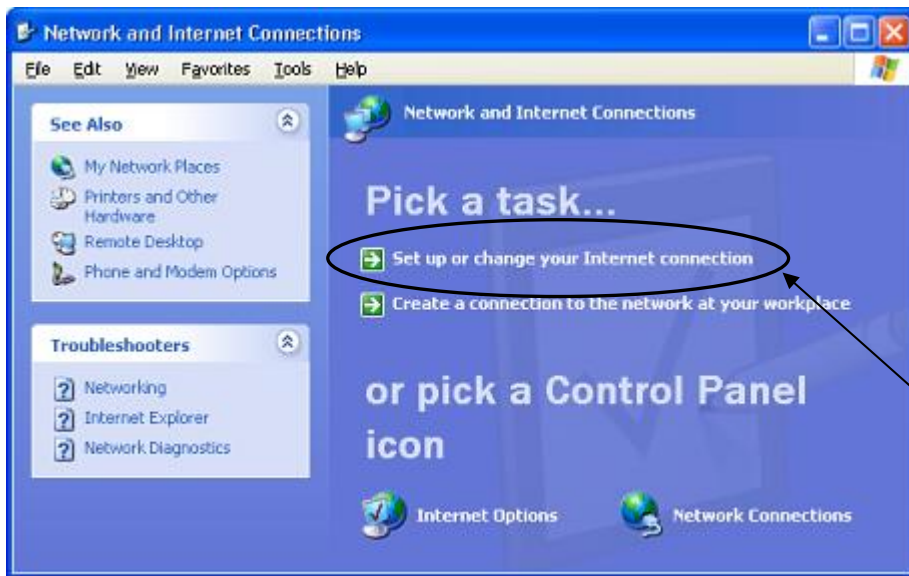 Network and Internet Connections
File Edit View Favorites Tools Help
See Also
My Network Places
Printers and Other
Hardware
Remote Desktop
Phone and Modem Options
Troubleshooters
Networking
Internet Explorer
Network Diagnostics
Network and Internet Connections
Pick a task...
Set up or change your Internet connection
Create a connection to the network at your workplace
or pick a Control Panel
icon
Internet Options
Network Connections